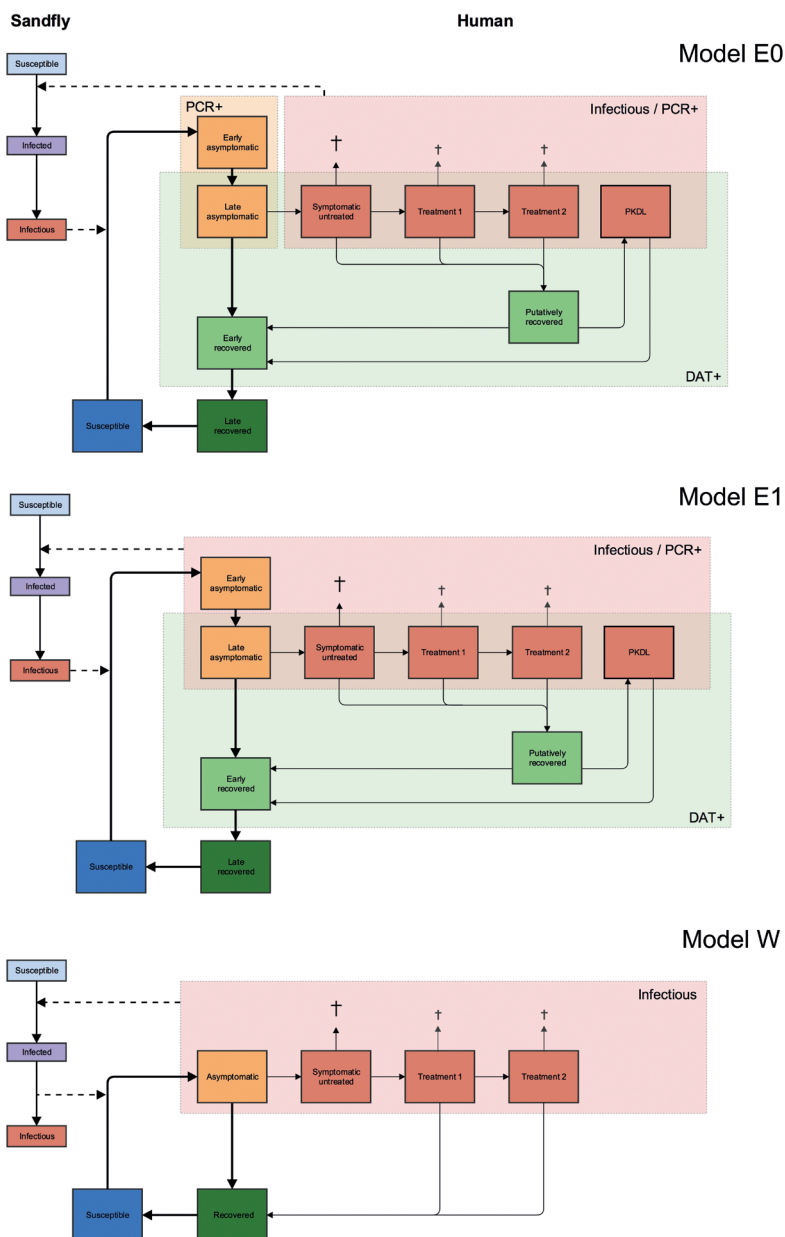 Sandfly
Human
Model E0
Susceptible
Infected
Infectious
PCR+
Infectious / PCR+
Early
asymptomatic
†
†
†
Late
asymptomatic
Symptomatic
untreated
Treatment 1
Treatment 2
PKDL
Putatively
recovered
Early
recovered
DAT+
Susceptible
Late
recovered
Model E1
Susceptible
Infected
Infectious
Infectious / PCR+
Early
asymptomatic
†
†
†
Late
asymptomatic
Symptomatic
untreated
Treatment 1
Treatment 2
PKDL
Putatively
recovered
Early
recovered
DAT+
Susceptible
Late
recovered
Model W
Susceptible
Infected
Infectious
Infectious
†
†
†
Asymptomatic
Symptomatic
untreated
Treatment 1
Treatment 2
Susceptible
Recovered